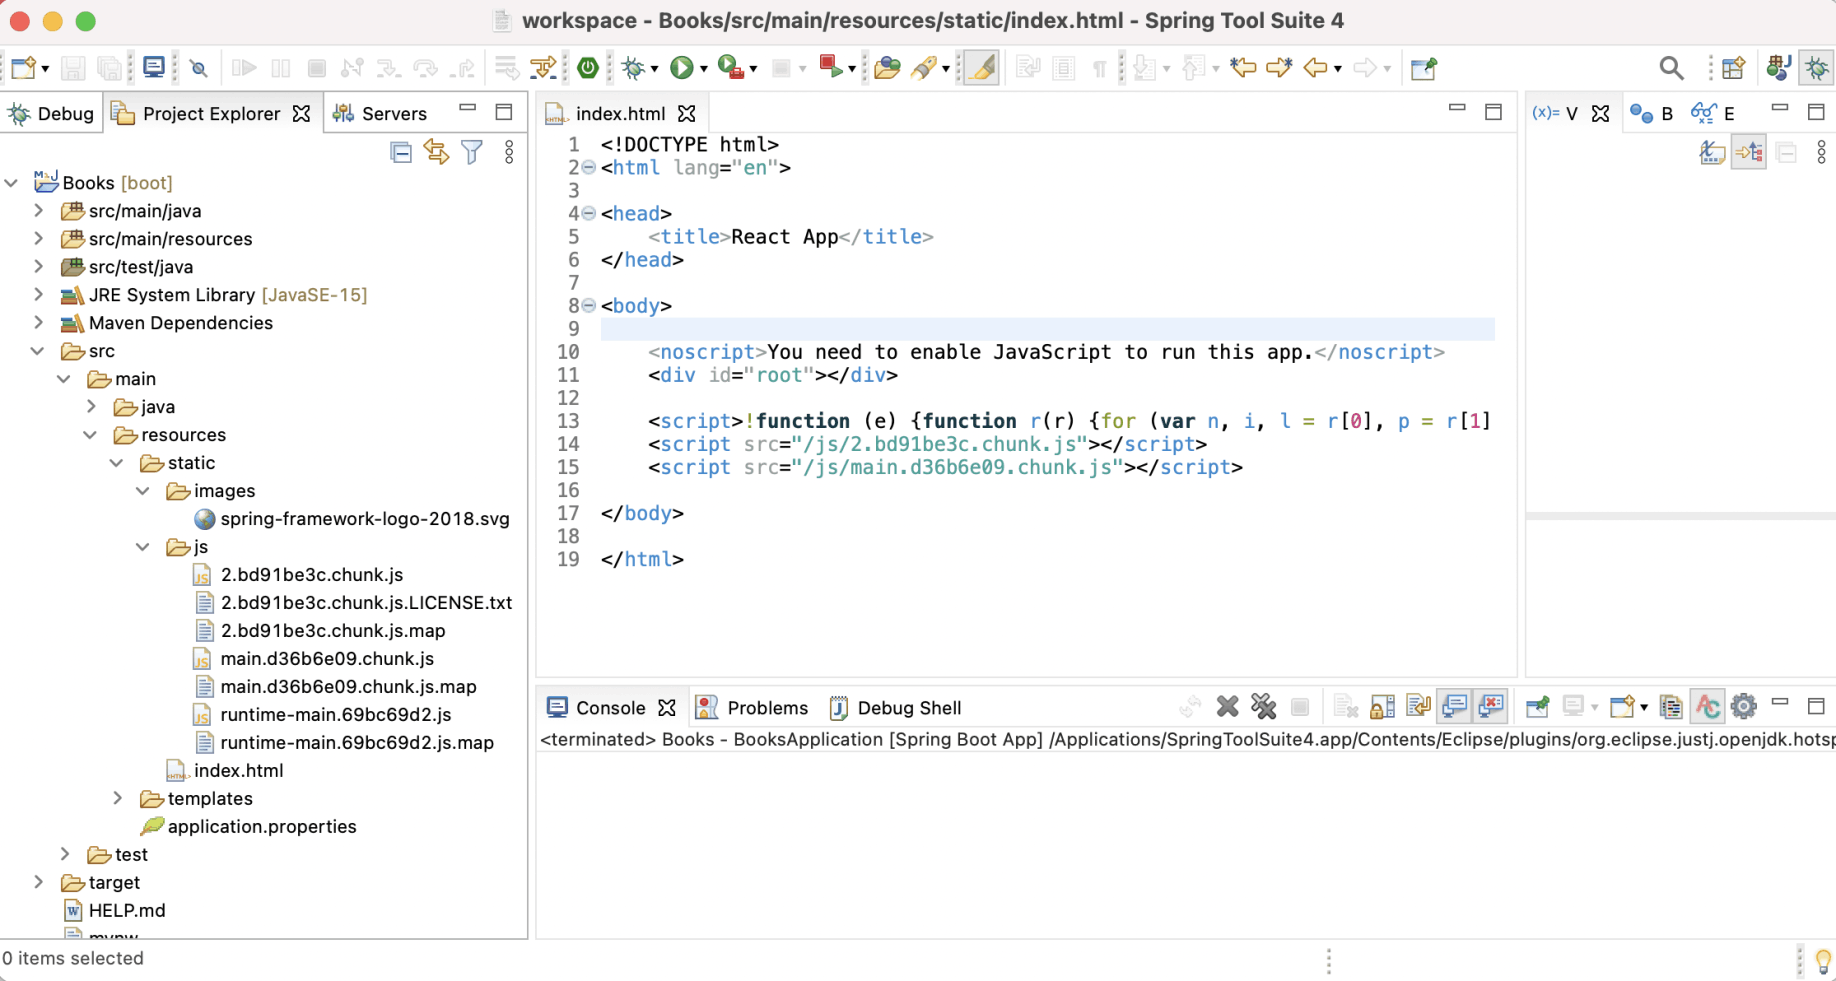 workspace - Books/src/main/resources/static/index.html - Spring Tool Suite 4
Debug
Project Explorer
Servers
index.html
(x)= V
B
E
Books [boot]
src/main/java
src/main/resources
src/test/java
JRE System Library [JavaSE-15]
Maven Dependencies
src
main
java
resources
static
images
spring-framework-logo-2018.svg
js
2.bd91be3c.chunk.js
2.bd91be3c.chunk.js.LICENSE.txt
2.bd91be3c.chunk.js.map
main.d36b6e09.chunk.js
main.d36b6e09.chunk.js.map
runtime-main.69bc69d2.js
runtime-main.69bc69d2.js.map
index.html
templates
application.properties
test
target
HELP.md
1 <!DOCTYPE html>
2 <html lang="en">
3
4 <head>
5 <title>React App</title>
6 </head>
7
8 <body>
9
10 <noscript>You need to enable JavaScript to run this app.</noscript>
11 <div id="root"></div>
12
13 <script>!function (e) {function r(r) {for (var n, i, l = r[0], p = r[1]
14 <script src="/js/2.bd91be3c.chunk.js"></script>
15 <script src="/js/main.d36b6e09.chunk.js"></script>
16
17 </body>
18
19 </html>
Console
Problems
Debug Shell
<terminated> Books - BooksApplication [Spring Boot App] /Applications/SpringToolSuite4.app/Contents/Eclipse/plugins/org.eclipse.justj.openjdk.hotsp
0 items selected